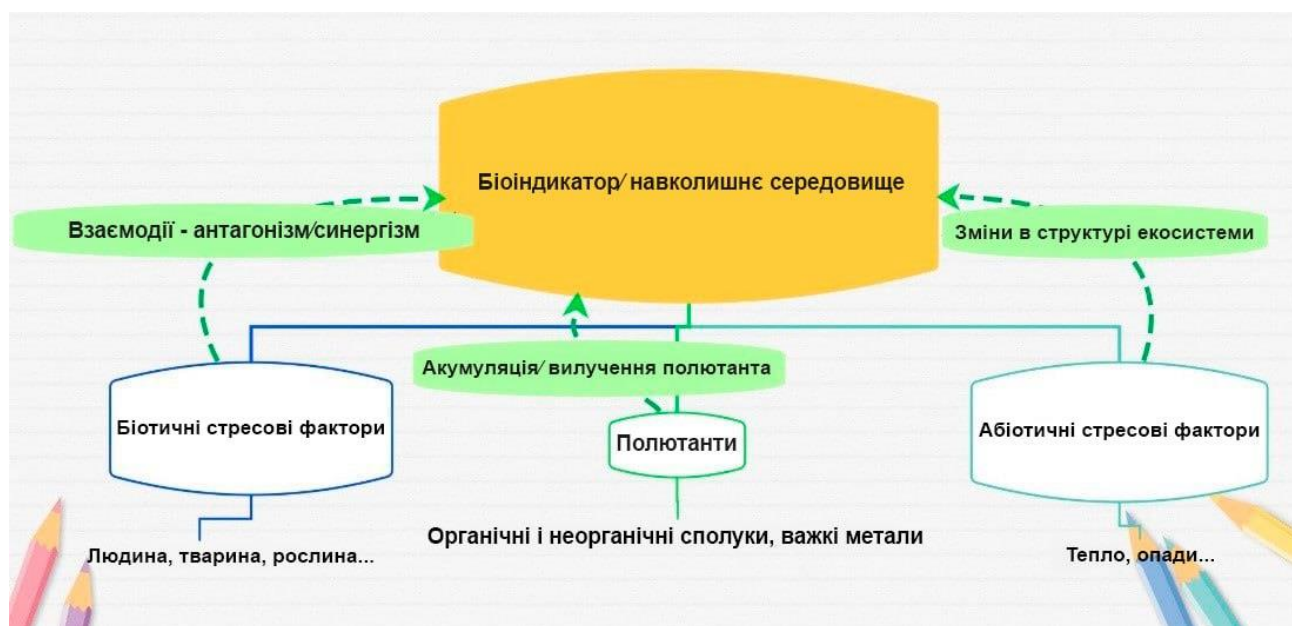 Біоіндикатор/ навколишнє середовище
Взаємодії - антагонізм/синергізм
Зміни в структурі екосистеми
Акумуляція/ вилучення полютанта
Біотичні стресові фактори
Полютанти
Абіотичні стресові фактори
Людина, тварина, рослина...
Органічні і неорганічні сполуки, важкі метали
Тепло, опади...